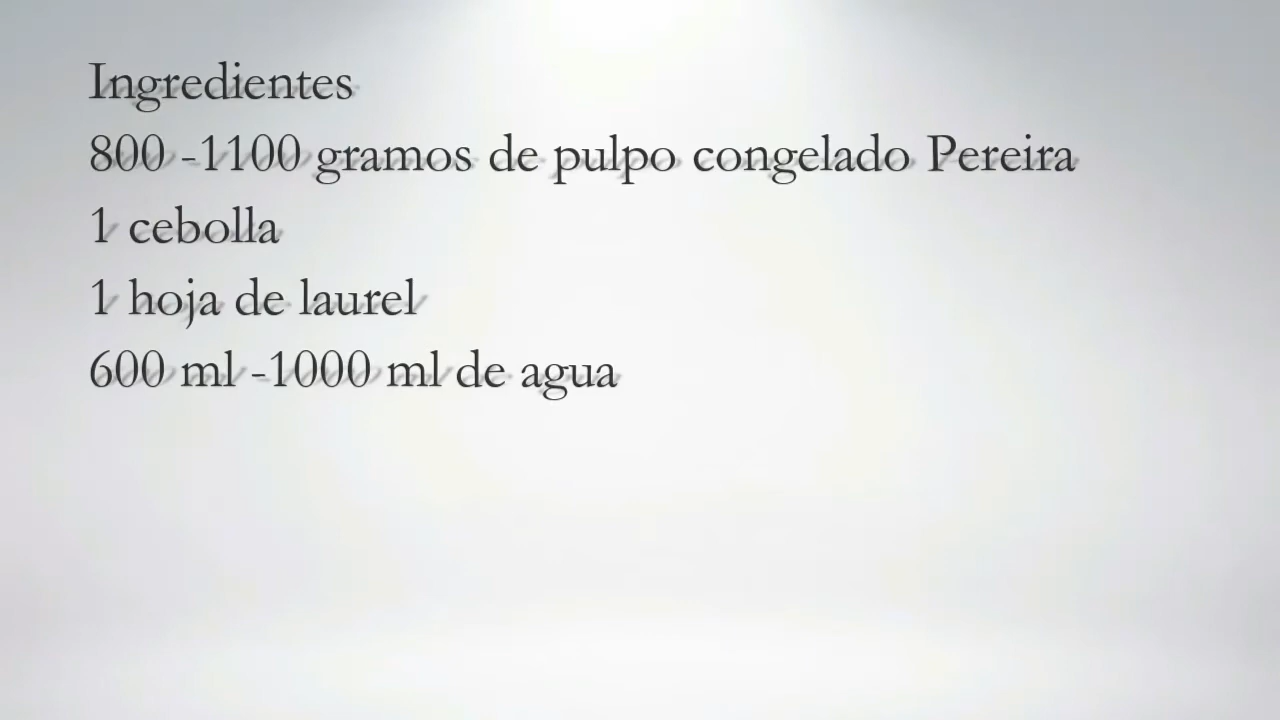 Ingredientes
800 -1100 gramos de pulpo congelado Pereira
1 cebolla
1 hoja de laurel
600 ml -1000 ml de agua